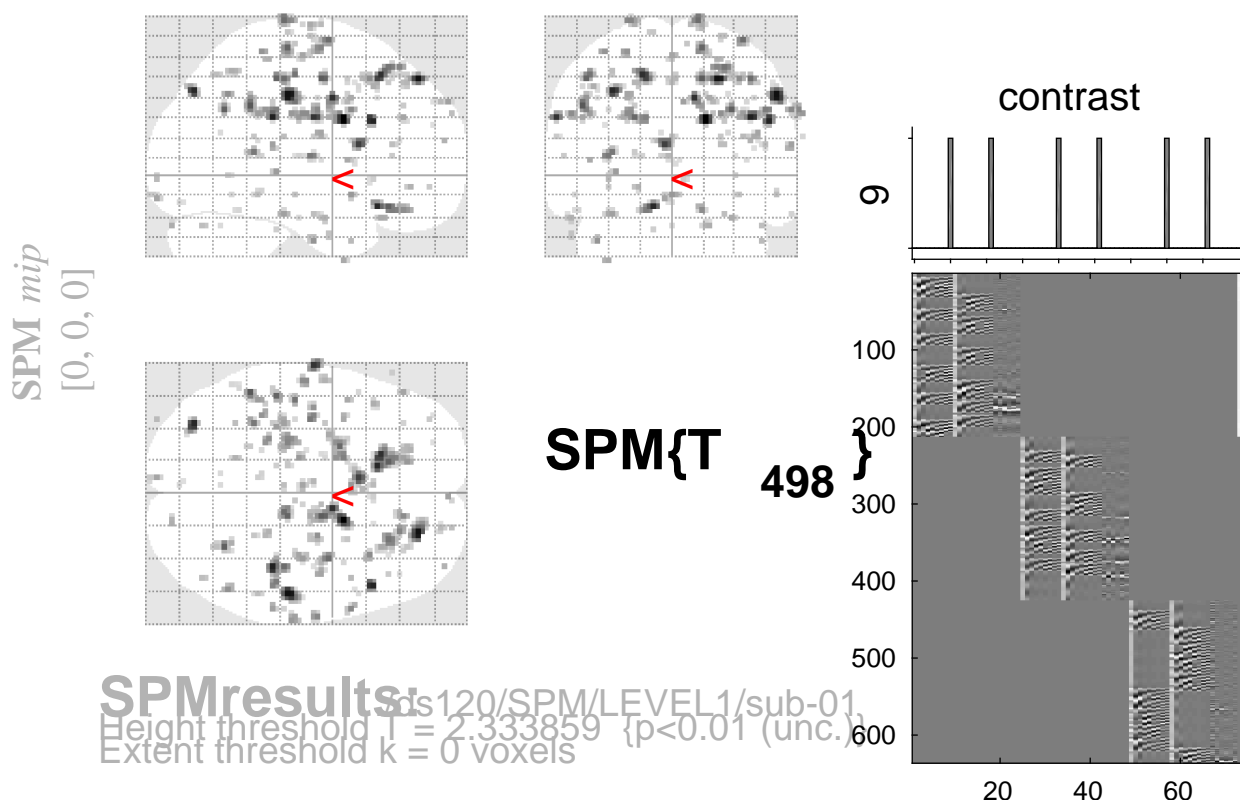 SPM mip
[0, 0, 0]
<
<
<
SPM{T498}
SPMresults: /ds120/SPM/LEVEL1/sub-01
Height threshold T = 2.333859 {p<0.01 (unc.)}
Extent threshold k = 0 voxels
contrast
9
100
200
300
400
500
600
20 40 60